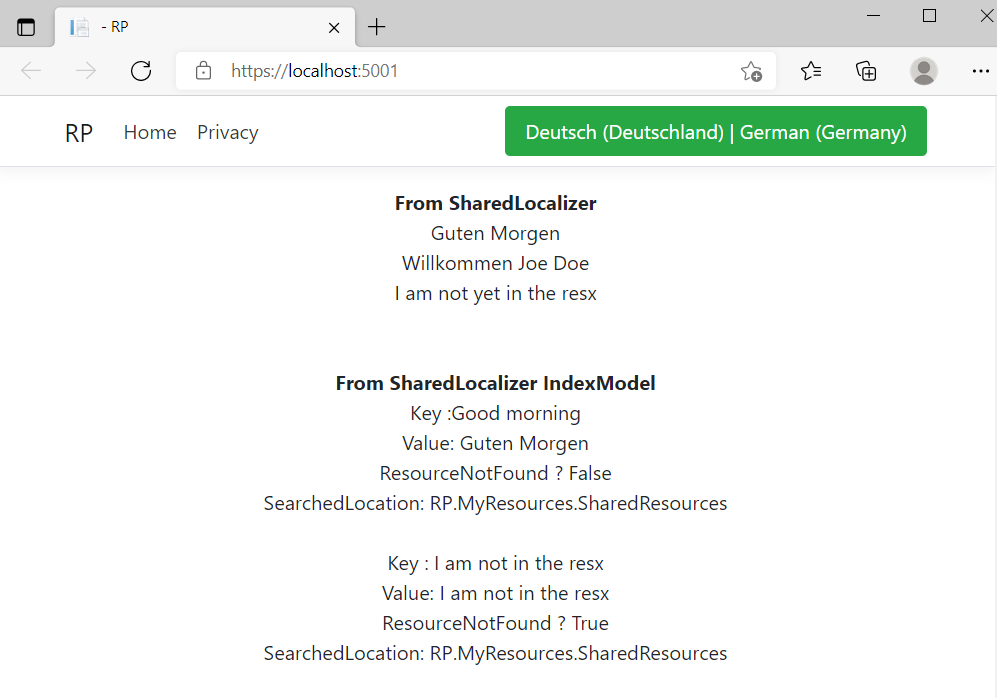 - RP
https://localhost:5001
RP Home Privacy Deutsch (Deutschland) | German (Germany)
From SharedLocalizer
Guten Morgen
Willkommen Joe Doe
I am not yet in the resx
From SharedLocalizer IndexModel
Key :Good morning
Value: Guten Morgen
ResourceNotFound ? False
SearchedLocation: RP.MyResources.SharedResources
Key : I am not in the resx
Value: I am not in the resx
ResourceNotFound ? True
SearchedLocation: RP.MyResources.SharedResources